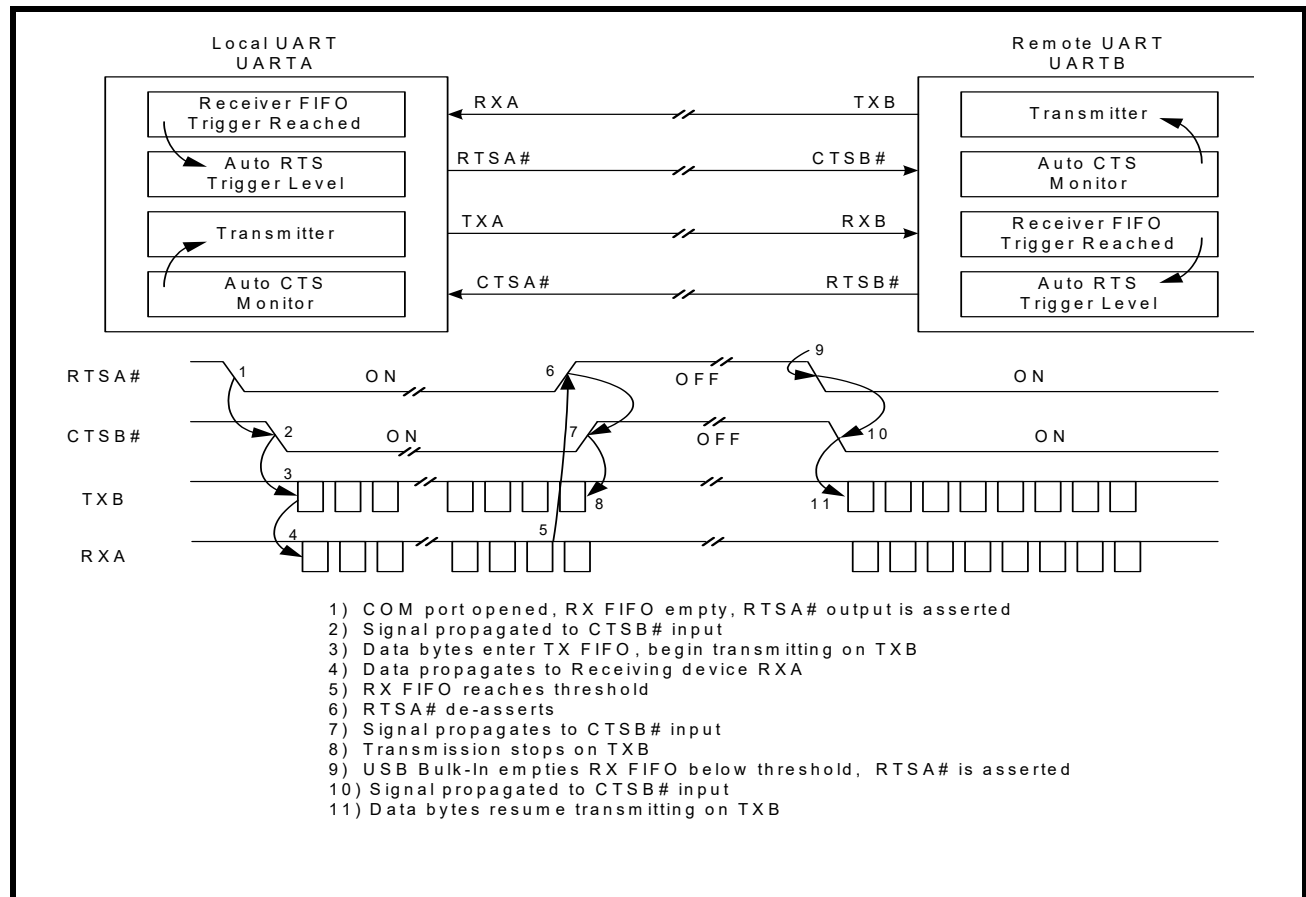 Local UART
UARTA
Remote UART
UARTB
Receiver FIFO
Trigger Reached
Auto RTS
Trigger Level
Transmitter
Auto CTS
Monitor
RXA
TXB
RTSA#
CTSB#
TXA
RXB
CTSA#
RTSB#
Transmitter
Auto CTS
Monitor
Receiver FIFO
Trigger Reached
Auto RTS
Trigger Level
RTSA#
1
ON
6
OFF
9
ON
CTSB#
2
ON
7
OFF
10
ON
TXB
3
8
11
RXA
4
5
1) COM port opened, RX FIFO empty, RTSA# output is asserted
2) Signal propagated to CTSB# input
3) Data bytes enter TX FIFO, begin transmitting on TXB
4) Data propagates to Receiving device RXA
5) RX FIFO reaches threshold
6) RTSA# de-asserts
7) Signal propagates to CTSB# input
8) Transmission stops on TXB
9) USB Bulk-In empties RX FIFO below threshold, RTSA# is asserted
10) Signal propagated to CTSB# input
11) Data bytes resume transmitting on TXB